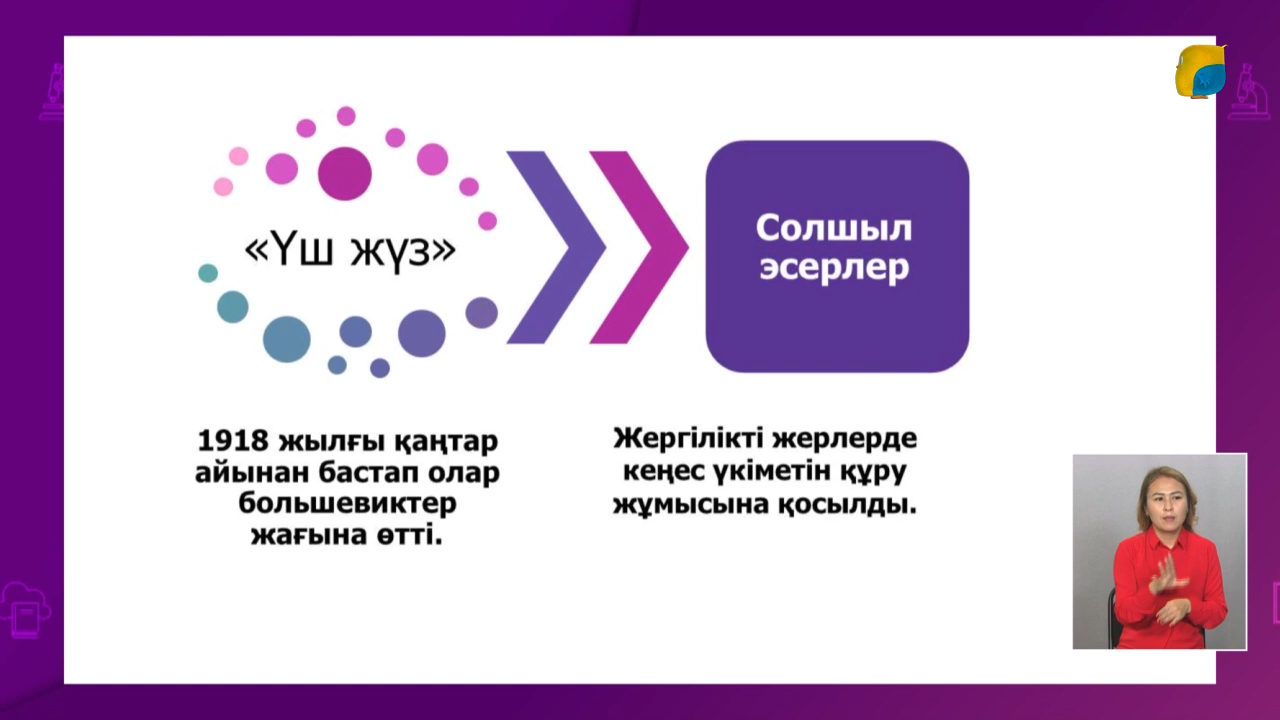 «Үш жүз»
Солшыл
эсерлер
1918 жылғы қаңтар
айынан бастап олар
большевиктер
жағына өтті.
Жергілікті жерлерде
кеңес үкіметін құру
жұмысына қосылды.